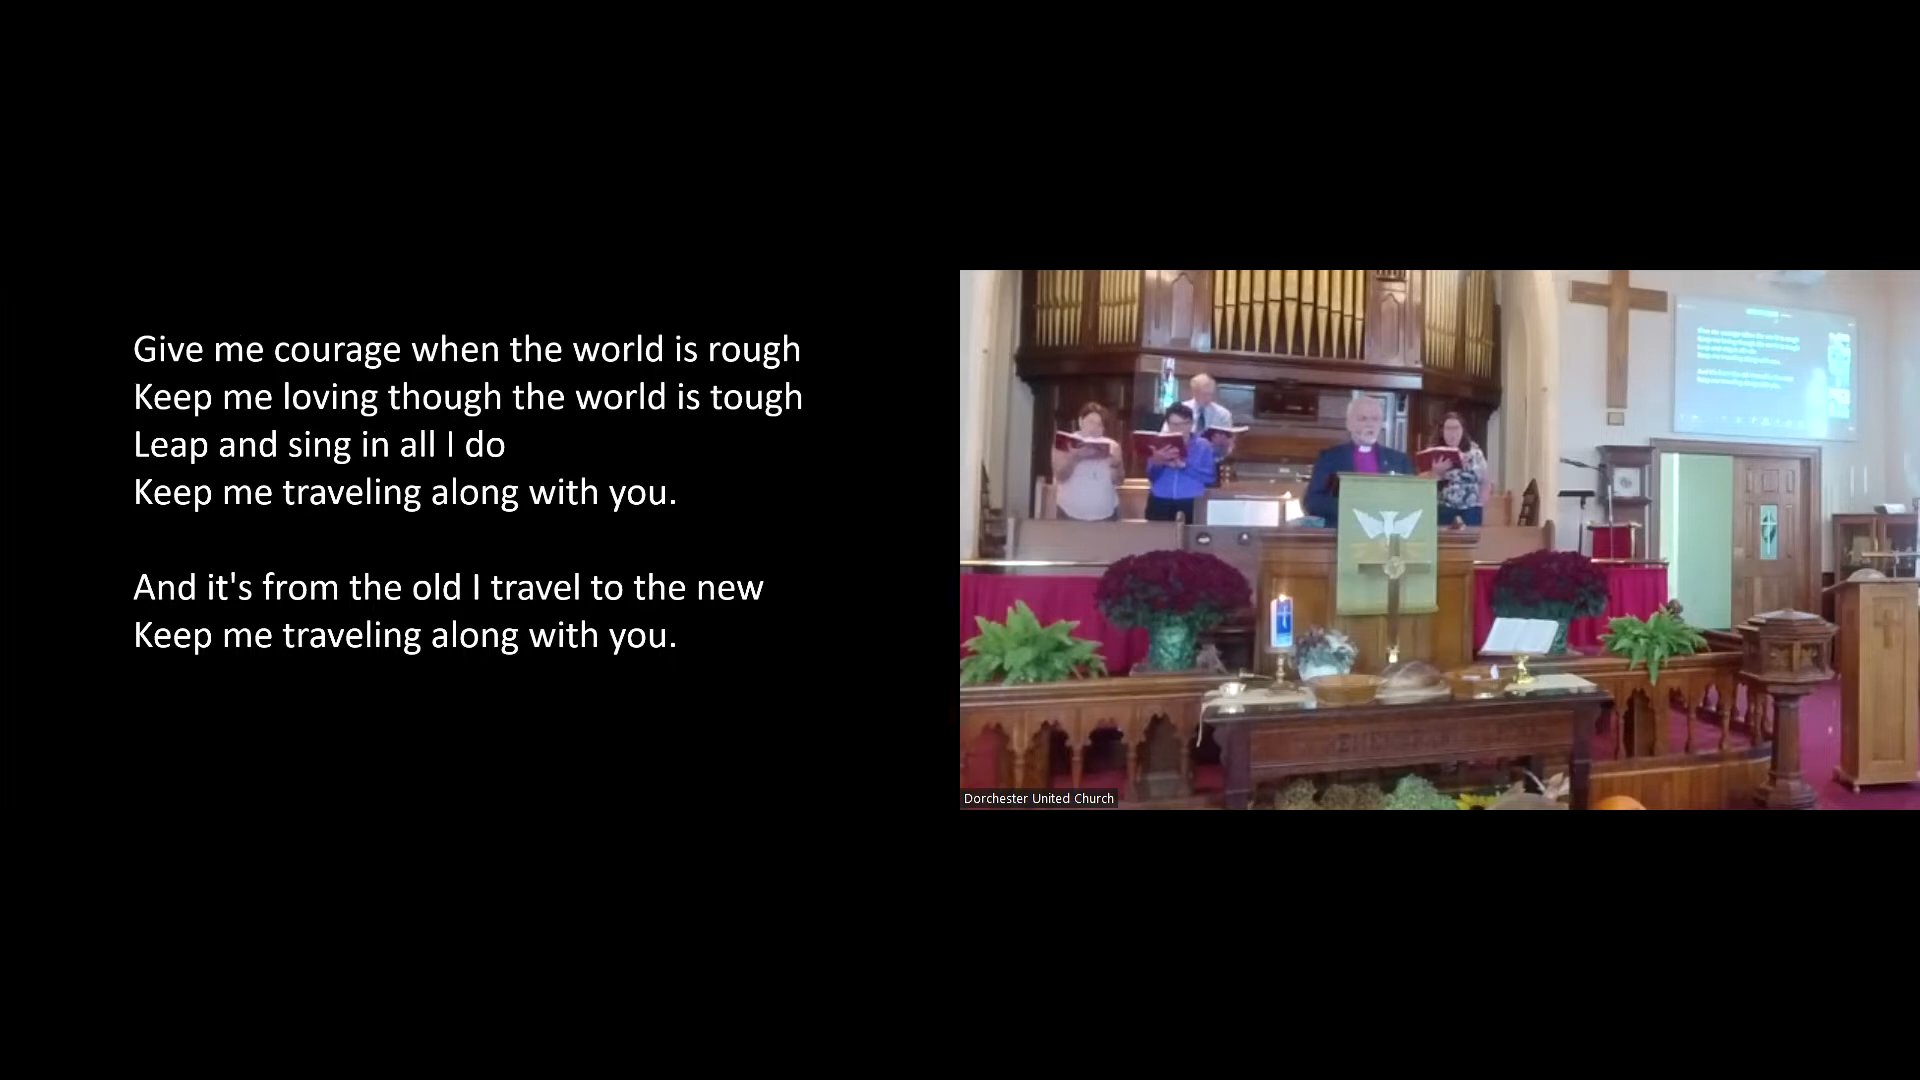 Give me courage when the world is rough
Keep me loving though the world is tough
Leap and sing in all I do
Keep me traveling along with you.
And it's from the old I travel to the new
Keep me traveling along with you.
Dorchester United Church